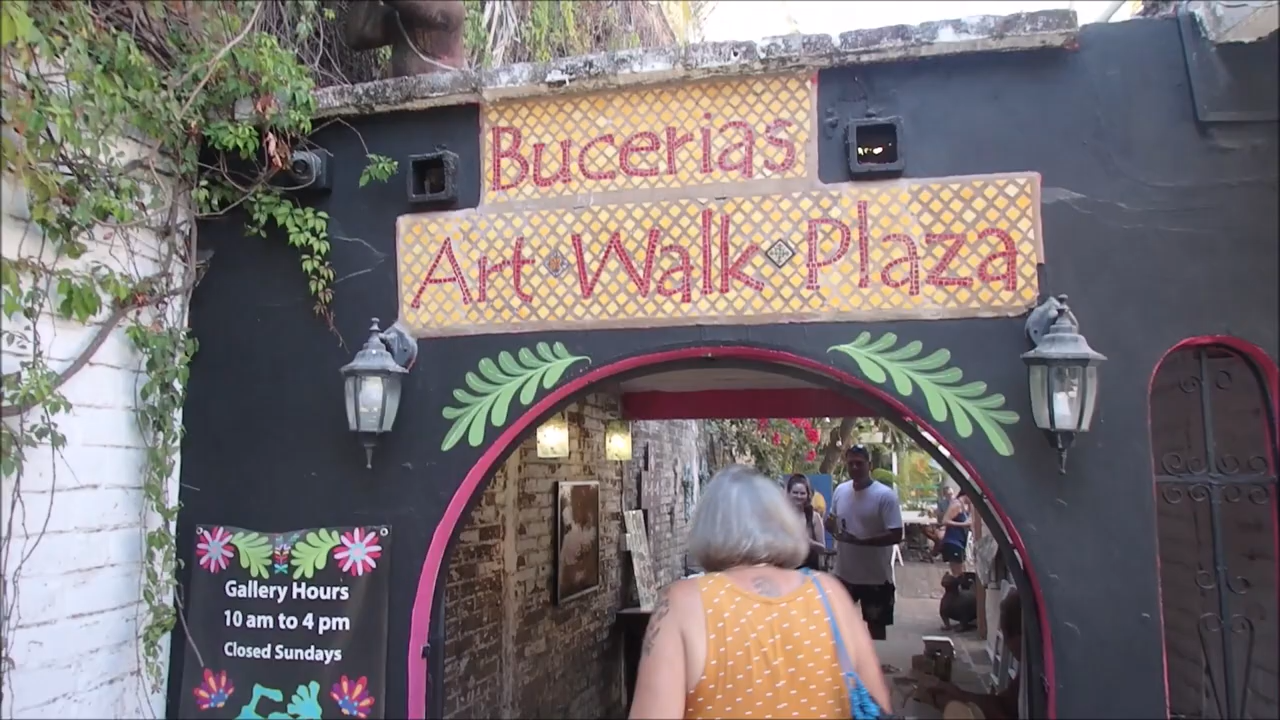 Bucerias
Art Walk Plaza
Gallery Hours
10 am to 4 pm
Closed Sundays